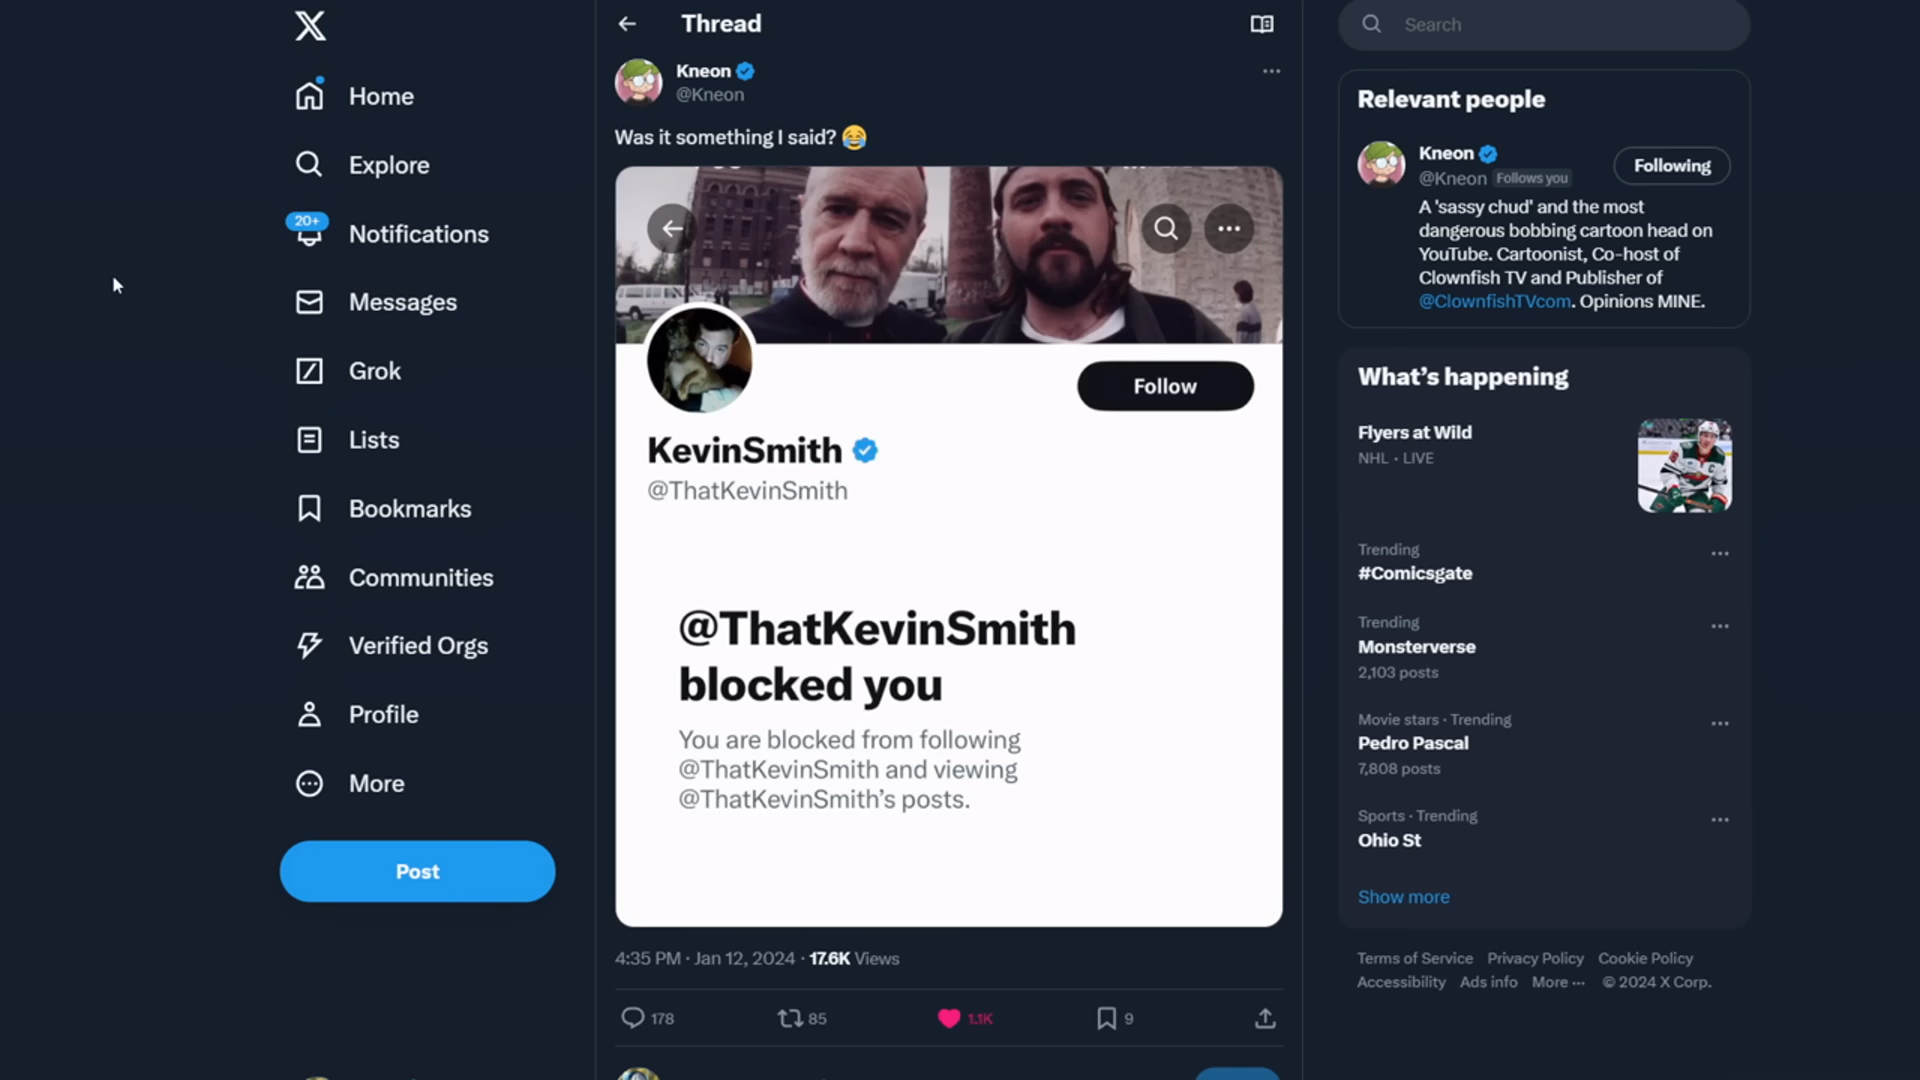 Home
Explore
20+
Notifications
Messages
Grok
Lists
Bookmarks
Communities
Verified Orgs
Profile
More
Post
Thread
Kneon
@Kneon
Was it something I said? 😂
Follow
KevinSmith
@ThatKevinSmith
@ThatKevinSmith
blocked you
You are blocked from following
@ThatKevinSmith and viewing
@ThatKevinSmith’s posts.
4:35 PM · Jan 12, 2024 · 17.6K Views
178
85
1.1K
9
Search
Relevant people
Kneon
@Kneon Follows you
Following
A 'sassy chud' and the most
dangerous bobbing cartoon head on
YouTube. Cartoonist, Co-host of
Clownfish TV and Publisher of
@ClownfishTVcom. Opinions MINE.
What’s happening
Flyers at Wild
NHL · LIVE
Trending
#Comicsgate
Trending
Monsterverse
2,103 posts
Movie stars · Trending
Pedro Pascal
7,808 posts
Sports · Trending
Ohio St
Show more
Terms of Service Privacy Policy Cookie Policy
Accessibility Ads info More ··· © 2024 X Corp.